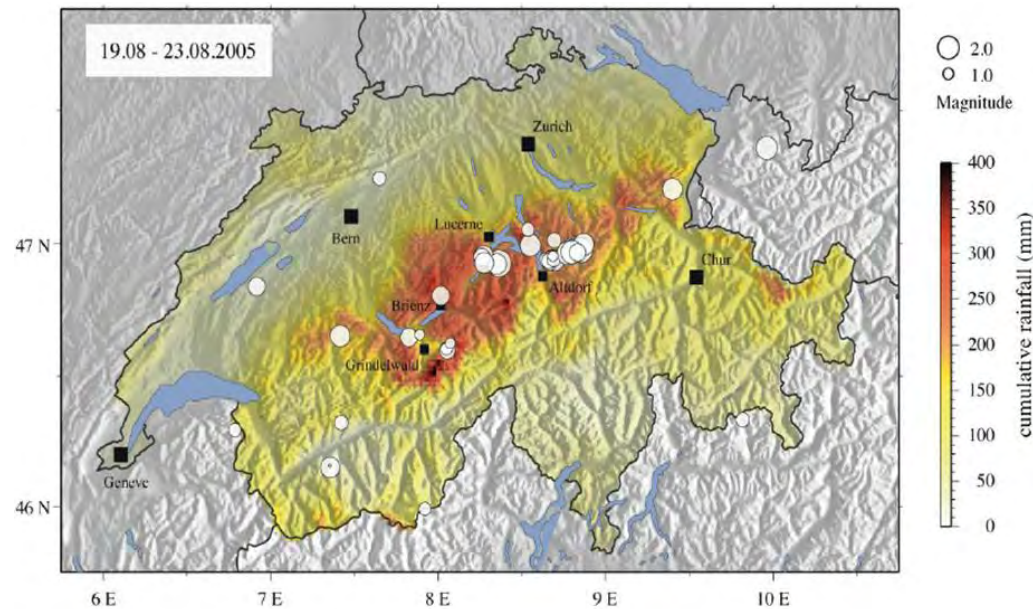 19.08 - 23.08.2005
2.0
1.0
Magnitude
Zurich
400
350
Lucerne
Bern
47 N
300
Chur
Altdorf
250
Brienz
200
Grindelwald
150
100
50
Geneve
46 N
0
cumulative rainfall (mm)
6 E
7 E
8 E
9 E
10 E